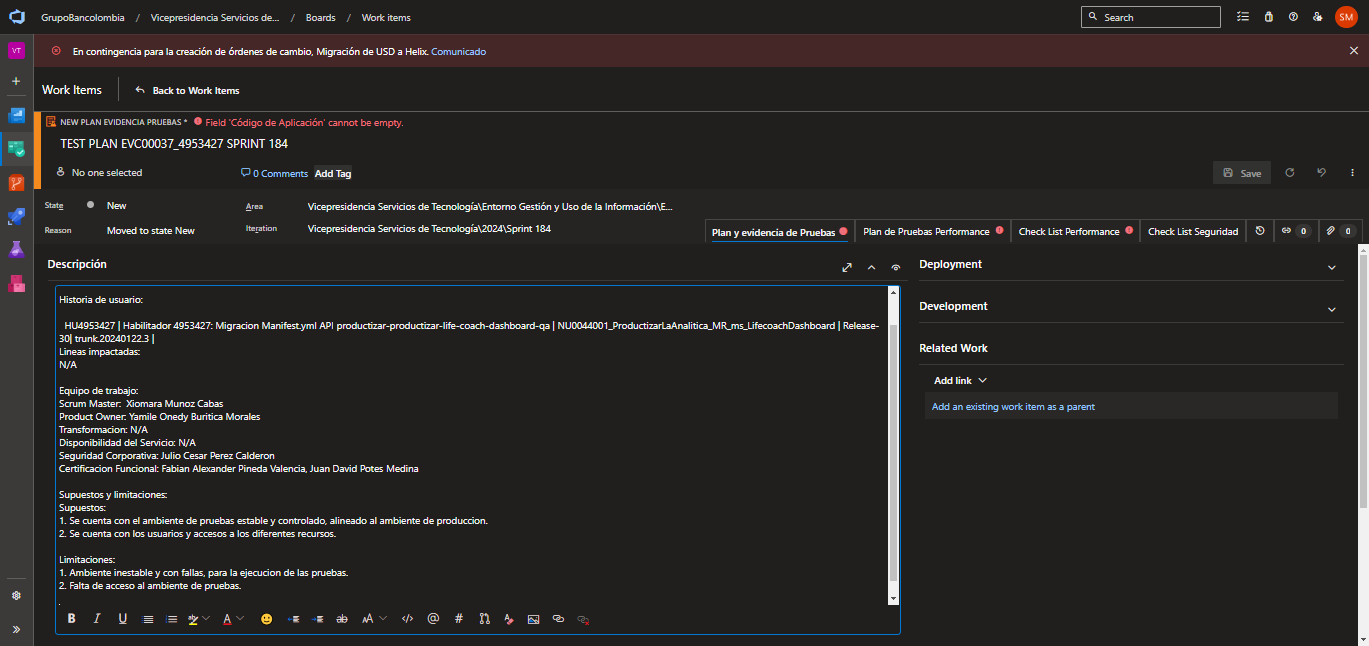 GrupoBancolombia / Vicepresidencia Servicios de... / Boards / Work items
Search
SM
VT
En contingencia para la creación de órdenes de cambio, Migración de USD a Helix. Comunicado
Work Items
Back to Work Items
NEW PLAN EVIDENCIA PRUEBAS * Field 'Código de Aplicación' cannot be empty.
TEST PLAN EVC00037_4953427 SPRINT 184
No one selected
0 Comments
Add Tag
Save
State
New
Area
Vicepresidencia Servicios de Tecnología\Entorno Gestión y Uso de la Información\E...
Reason
Moved to state New
Iteration
Vicepresidencia Servicios de Tecnología\2024\Sprint 184
Plan y evidencia de Pruebas
Plan de Pruebas Performance
Check List Performance
Check List Seguridad
0
0
Descripción
Historia de usuario:
HU4953427 | Habilitador 4953427: Migracion Manifest.yml API productizar-productizar-life-coach-dashboard-qa | NU0044001_ProductizarLaAnalitica_MR_ms_LifecoachDashboard | Release-
30| trunk.20240122.3 |
Lineas impactadas:
N/A
Equipo de trabajo:
Scrum Master: Xiomara Munoz Cabas
Product Owner: Yamile Onedy Buritica Morales
Transformacion: N/A
Disponibilidad del Servicio: N/A
Seguridad Corporativa: Julio Cesar Perez Calderon
Certificacion Funcional: Fabian Alexander Pineda Valencia, Juan David Potes Medina
Supuestos y limitaciones:
Supuestos:
1. Se cuenta con el ambiente de pruebas estable y controlado, alineado al ambiente de produccion.
2. Se cuenta con los usuarios y accesos a los diferentes recursos.
Limitaciones:
1. Ambiente inestable y con fallas, para la ejecucion de las pruebas.
2. Falta de acceso al ambiente de pruebas.
.
Deployment
Development
Related Work
Add link
Add an existing work item as a parent